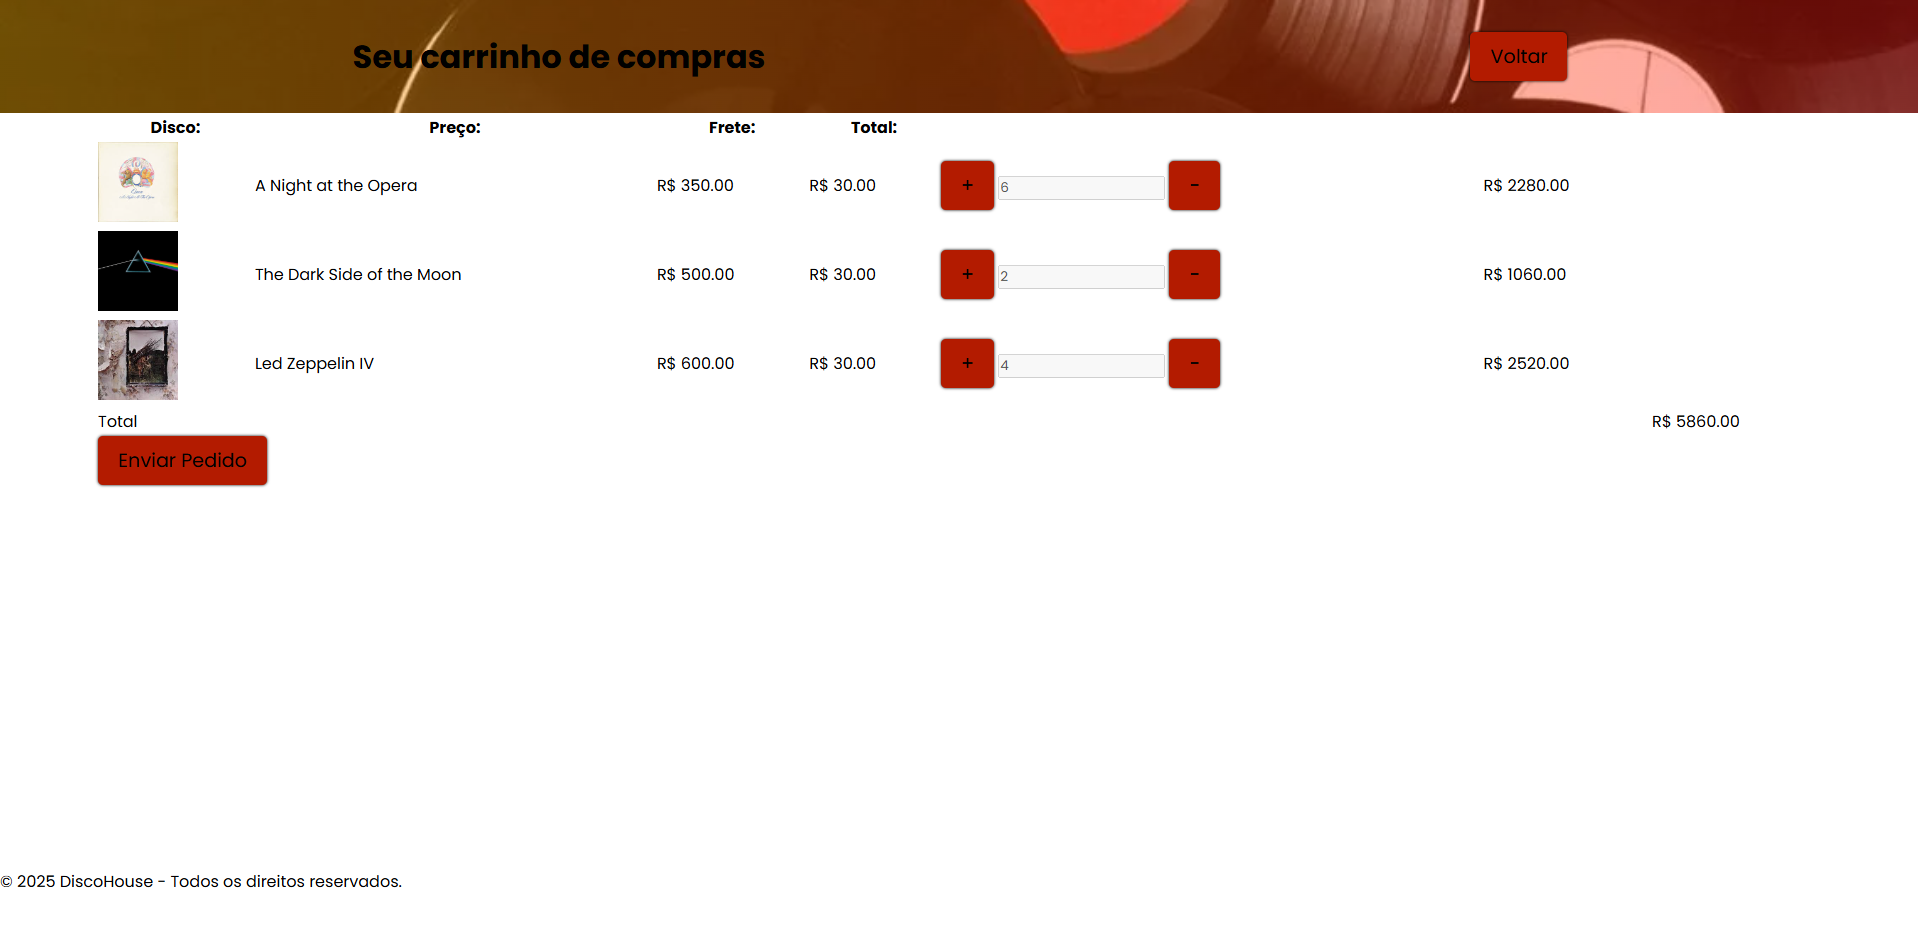 Seu carrinho de compras
Voltar
Disco: Preço: Frete: Total:
A Night at the Opera R$ 350.00 R$ 30.00 + 6 - R$ 2280.00
The Dark Side of the Moon R$ 500.00 R$ 30.00 + 2 - R$ 1060.00
Led Zeppelin IV R$ 600.00 R$ 30.00 + 4 - R$ 2520.00
Total R$ 5860.00
Enviar Pedido
© 2025 DiscoHouse - Todos os direitos reservados.